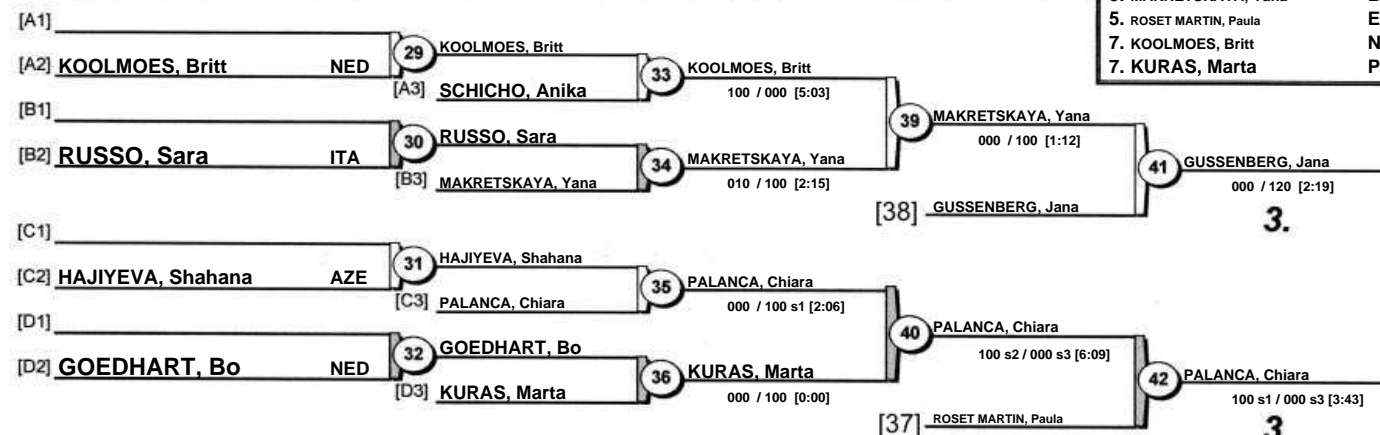 5. ROSET MARTIN, Paula E
7. KOOLMOES, Britt N
7. KURAS, Marta P
[A1]
[A2] KOOLMOES, Britt NED
29
KOOLMOES, Britt
[A3] SCHICHO, Anika
33
KOOLMOES, Britt
100 / 000 [5:03]
[B1]
[B2] RUSSO, Sara ITA
30
RUSSO, Sara
[B3] MAKRETSKAYA, Yana
34
MAKRETSKAYA, Yana
010 / 100 [2:15]
39
MAKRETSKAYA, Yana
000 / 100 [1:12]
[38] GUSSENBERG, Jana
41
GUSSENBERG, Jana
000 / 120 [2:19]
3.
[C1]
[C2] HAJIYEVA, Shahana AZE
31
HAJIYEVA, Shahana
[C3] PALANCA, Chiara
35
PALANCA, Chiara
000 / 100 s1 [2:06]
[D1]
[D2] GOEDHART, Bo NED
32
GOEDHART, Bo
[D3] KURAS, Marta
36
KURAS, Marta
000 / 100 [0:00]
40
PALANCA, Chiara
100 s2 / 000 s3 [6:09]
[37] ROSET MARTIN, Paula
42
PALANCA, Chiara
100 s1 / 000 s3 [3:43]
3